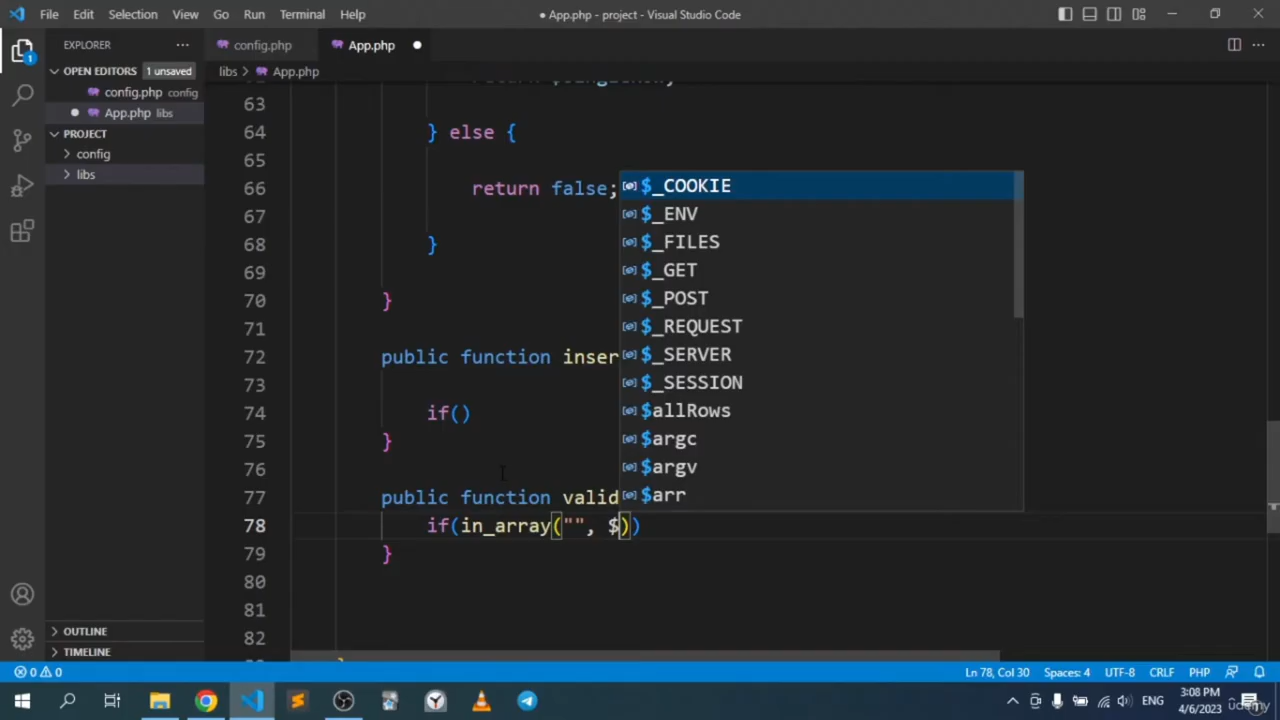 File Edit Selection View Go Run Terminal Help
● App.php - project - Visual Studio Code
EXPLORER
config.php
App.php
OPEN EDITORS 1 unsaved
libs > App.php
config.php config
App.php libs
PROJECT
config
libs
63
64 } else {
65
66 return false;
67
68 }
69
70 }
71
72 public function inser
73
74 if()
75 }
76
77 public function valid
78 if(in_array("", $))
79 }
80
81
82
$_COOKIE
$_ENV
$_FILES
$_GET
$_POST
$_REQUEST
$_SERVER
$_SESSION
$allRows
$argc
$argv
$arr
OUTLINE
TIMELINE
0 0
Ln 78, Col 30 Spaces: 4 UTF-8 CRLF PHP
ENG
3:08 PM
4/6/2023
udemy